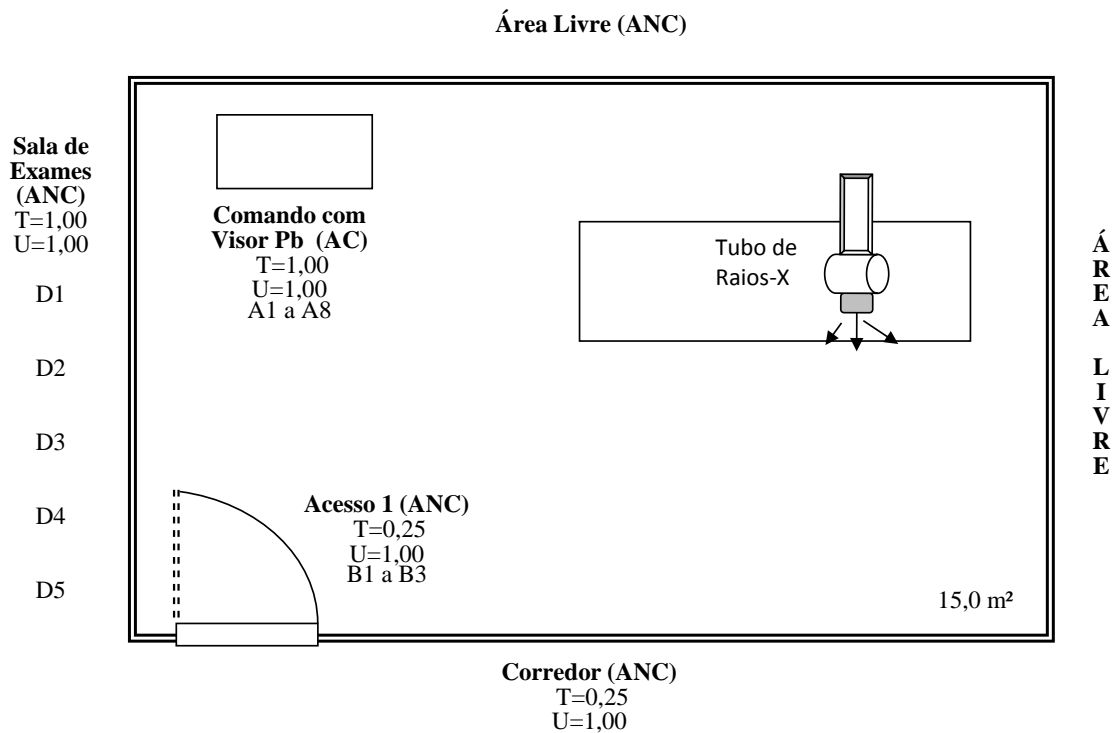 Área Livre (ANC)
Sala de
Exames
(ANC)
T=1,00
U=1,00
D1
D2
D3
D4
D5
Comando com
Visor Pb (AC)
T=1,00
U=1,00
A1 a A8
Tubo de
Raios-X
ÁREA LIVRE
Acesso 1 (ANC)
T=0,25
U=1,00
B1 a B3
15,0 m²
Corredor (ANC)
T=0,25
U=1,00